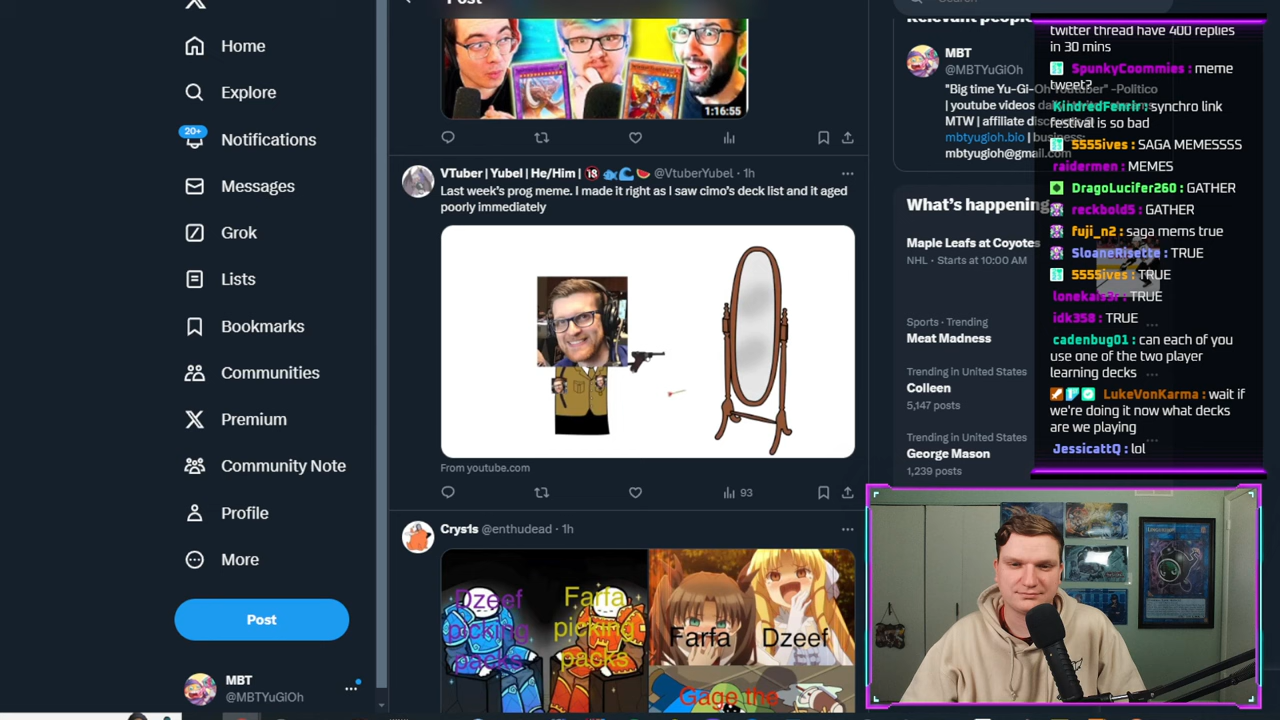 Post
Home
Explore
20+
Notifications
Messages
Grok
Lists
Bookmarks
Communities
Premium
Community Note
Profile
More
Post
MBT
@MBTYuGiOh
1:16:55
VTuber | Yubel | He/Him | 🔞 🐟🌊🍉 @VtuberYubel · 1h
Last week's prog meme. I made it right as I saw cimo's deck list and it aged
poorly immediately
From youtube.com
93
Crys1s @enthudead · 1h
Dzeef
picking
packs
Farfa
picking
packs
Farfa
Dzeef
Gage the
Search
Relevant people
MBT
@MBTYuGiOh
"Big time Yu-Gi-Oh Youtuber" -Politico
| youtube videos
MTW | affiliate
mbtyugioh.bio | business:
mbtyugioh@gmail.com
What's happening
Maple Leafs at Coyotes
NHL · Starts at 10:00 AM
Sports · Trending
Meat Madness
Trending in United States
Colleen
5,147 posts
Trending in United States
George Mason
1,239 posts
twitter thread have 400 replies
in 30 mins
SpunkyCoommies : meme
tweet?
KindredFenrir : synchro link
festival is so bad
5555ives : SAGA MEMESSSS
raidermen : MEMES
DragoLucifer260 : GATHER
reckbold5 : GATHER
fuji_n2 : saga mems true
SloaneRisette : TRUE
5555ives : TRUE
TRUE
idk358 : TRUE
cadenbug01 : can each of you
use one of the two player
learning decks
LukeVonKarma : wait if
we're doing it now what decks
are we playing
JessicattQ : lol